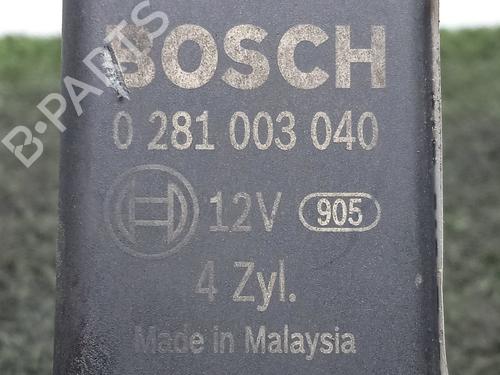 BOSCH
0 281 003 040
12V 905
4 Zyl.
Made in Malaysia
B-PARTS